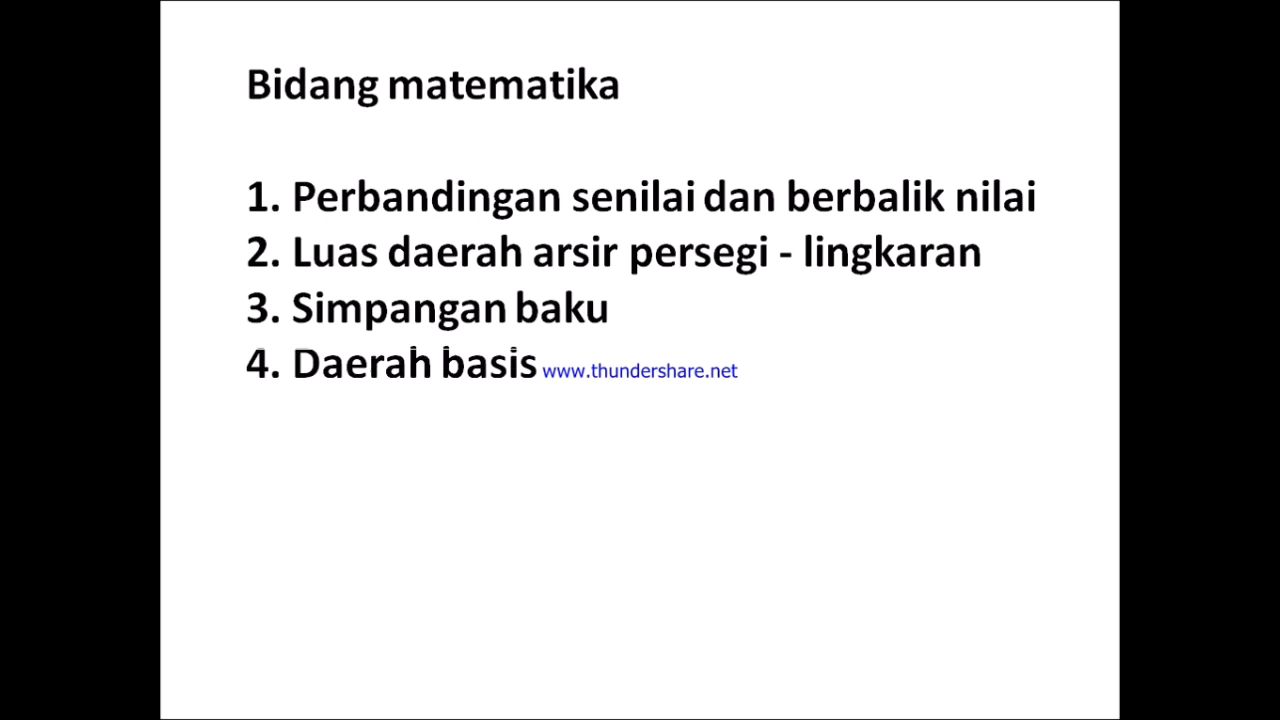 Bidang matematika
1. Perbandingan senilai dan berbalik nilai
2. Luas daerah arsir persegi - lingkaran
3. Simpangan baku
4. Daerah basis www.thundershare.net